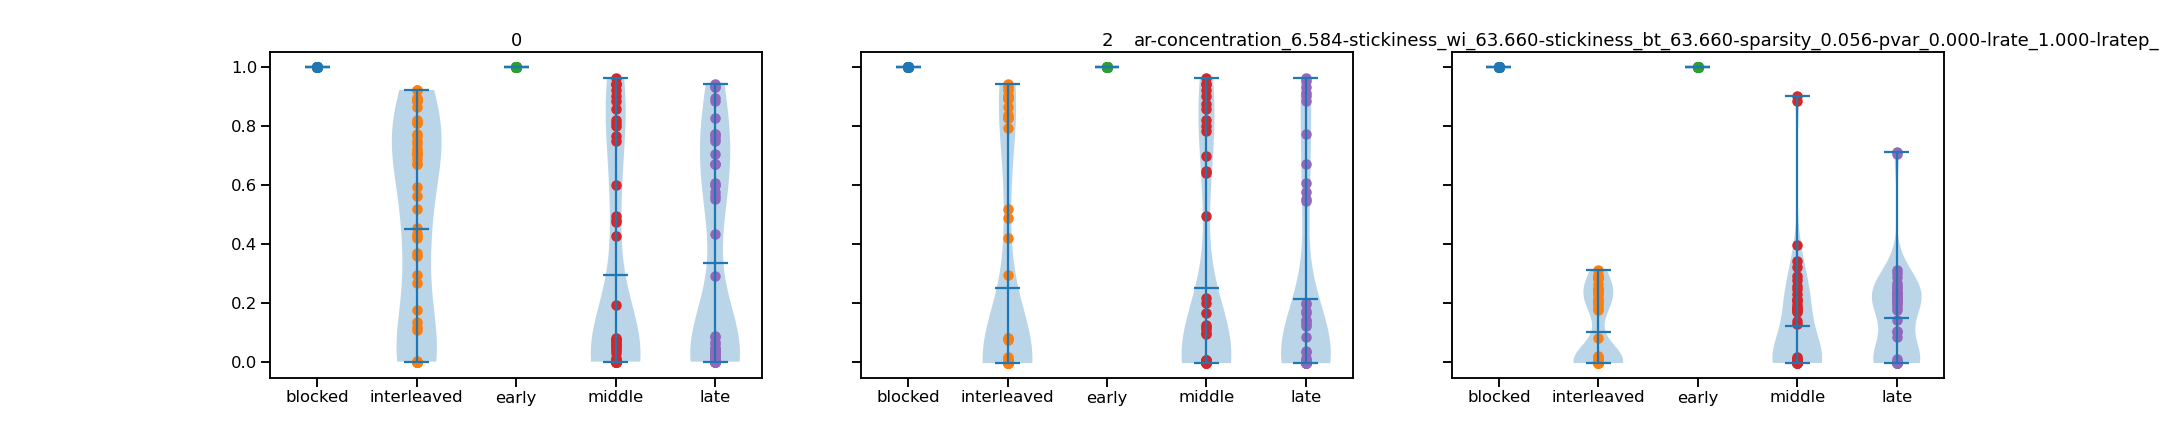 0
2
ar-concentration_6.584-stickiness_wi_63.660-stickiness_bt_63.660-sparsity_0.056-pvar_0.000-lrate_1.000-lratep_
1.0
0.8
0.6
0.4
0.2
0.0
blocked interleaved early middle late
blocked interleaved early middle late
blocked interleaved early middle late